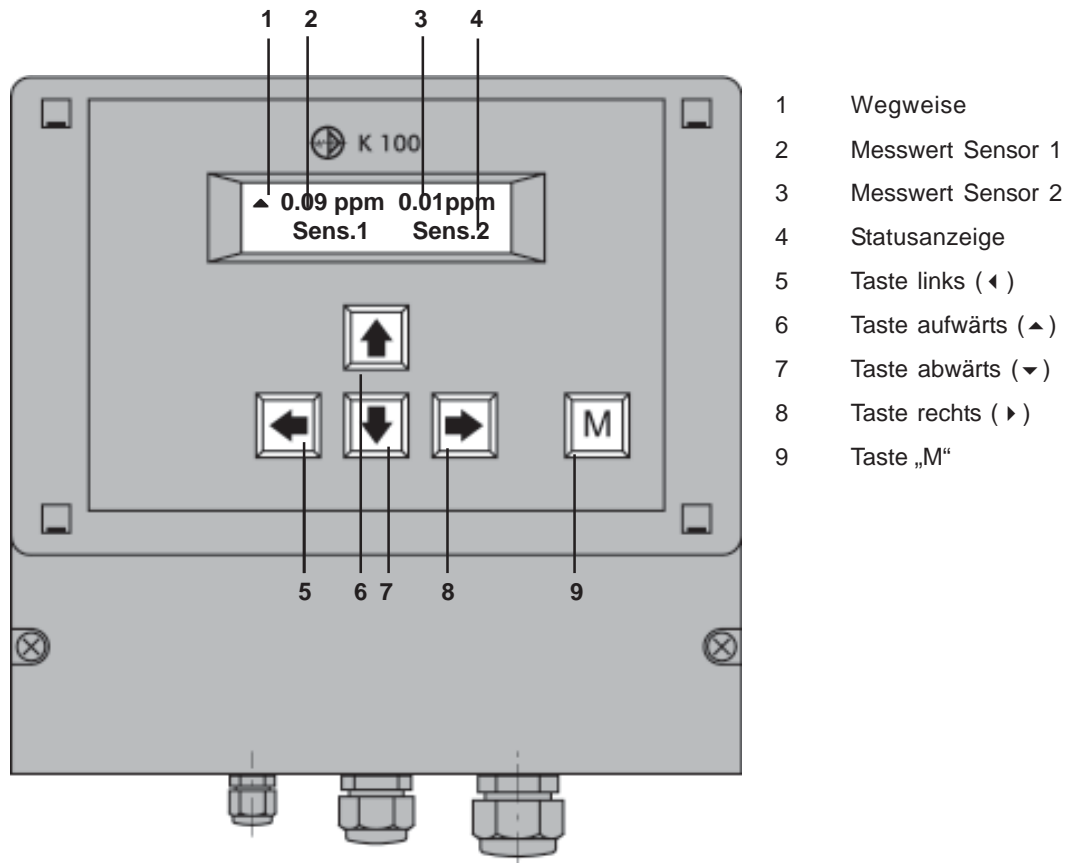 1 2 3 4
K 100
▲ 0.09 ppm 0.01ppm
Sens.1 Sens.2
M
5 6 7 8 9
1 Wegweise
2 Messwert Sensor 1
3 Messwert Sensor 2
4 Statusanzeige
5 Taste links (◂)
6 Taste aufwärts (▴)
7 Taste abwärts (▾)
8 Taste rechts (▸)
9 Taste „M“